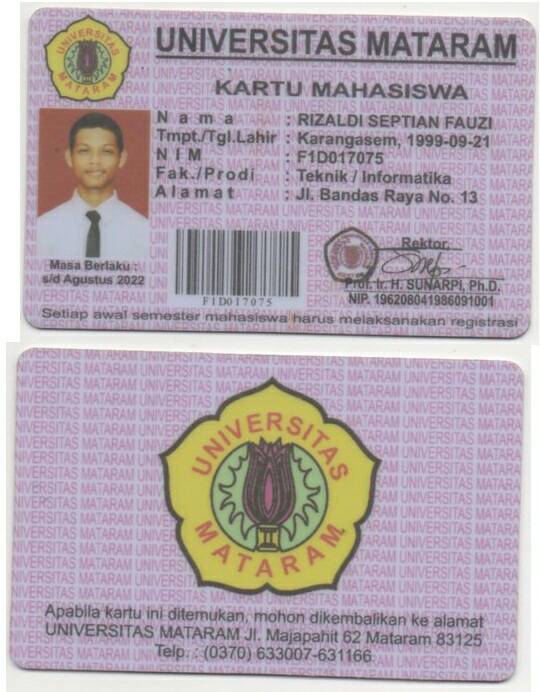 UNIVERSITAS MATARAM
UNIVERSITAS MATARAM
KARTU MAHASISWA
N a m a : RIZALDI SEPTIAN FAUZI
Tmpt./Tgl.Lahir : Karangasem, 1999-09-21
N I M : F1D017075
Fak./Prodi : Teknik / Informatika
A l a m a t : Jl. Bandas Raya No. 13
Masa Berlaku :
s/d Agustus 2022
F1D017075
Rektor,
Prof. Ir. H. SUNARPI, Ph.D.
NIP. 196208041986091001
Setiap awal semester mahasiswa harus melaksanakan registrasi
UNIVERSITAS MATARAM
Apabila kartu ini ditemukan, mohon dikembalikan ke alamat
UNIVERSITAS MATARAM Jl. Majapahit 62 Mataram 83125
Telp. : (0370) 633007-631166